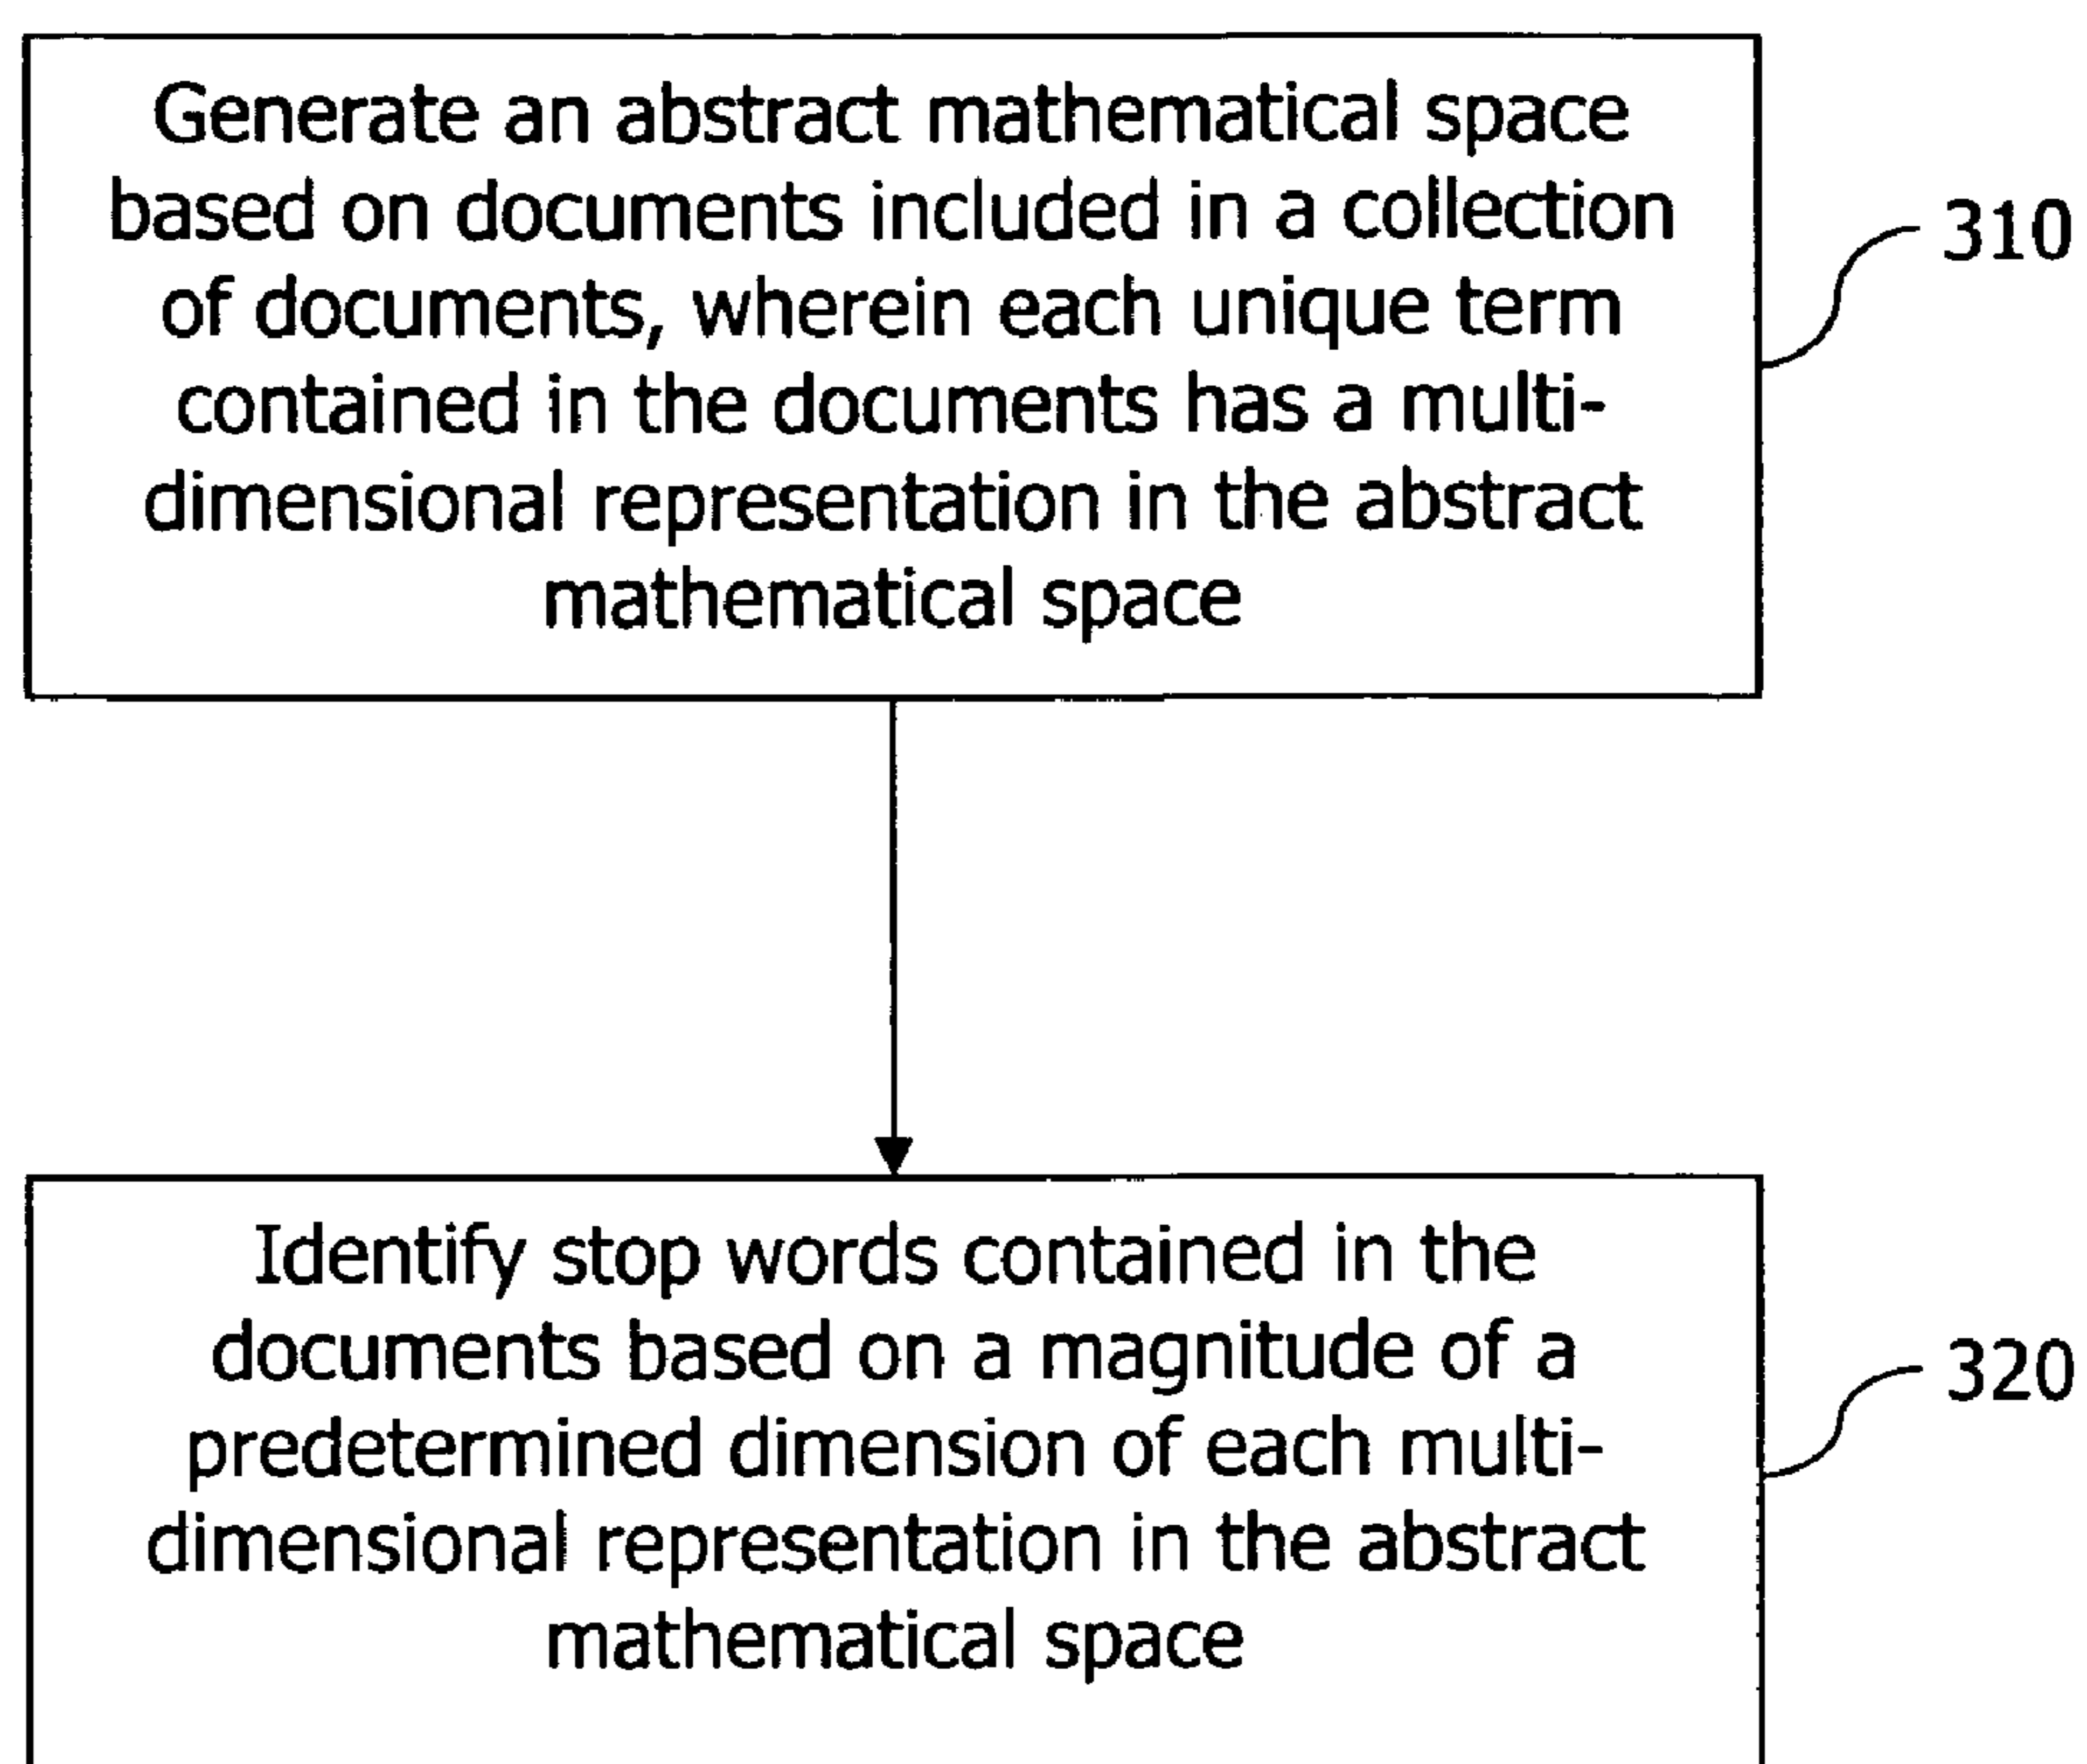 Generate an abstract mathematical space
based on documents included in a collection
of documents, wherein each unique term
contained in the documents has a multi-
dimensional representation in the abstract
mathematical space
310
Identify stop words contained in the
documents based on a magnitude of a
predetermined dimension of each multi-
dimensional representation in the abstract
mathematical space
320